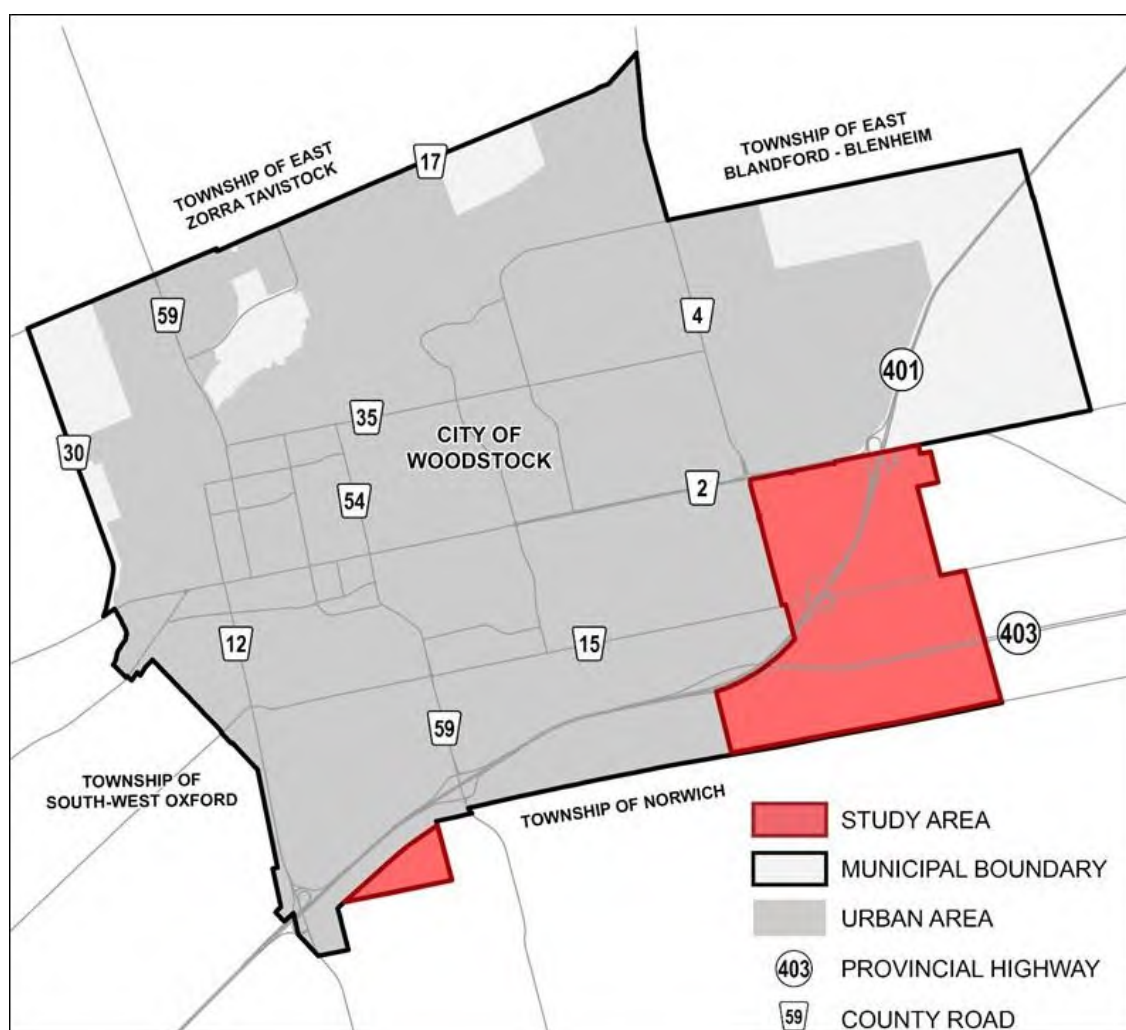 TOWNSHIP OF EAST
ZORRA TAVISTOCK
17
TOWNSHIP OF EAST
BLANDFORD - BLENHEIM
59
4
401
35
30
CITY OF
WOODSTOCK
54
2
12
15
403
59
TOWNSHIP OF
SOUTH-WEST OXFORD
TOWNSHIP OF NORWICH
STUDY AREA
MUNICIPAL BOUNDARY
URBAN AREA
403 PROVINCIAL HIGHWAY
59 COUNTY ROAD